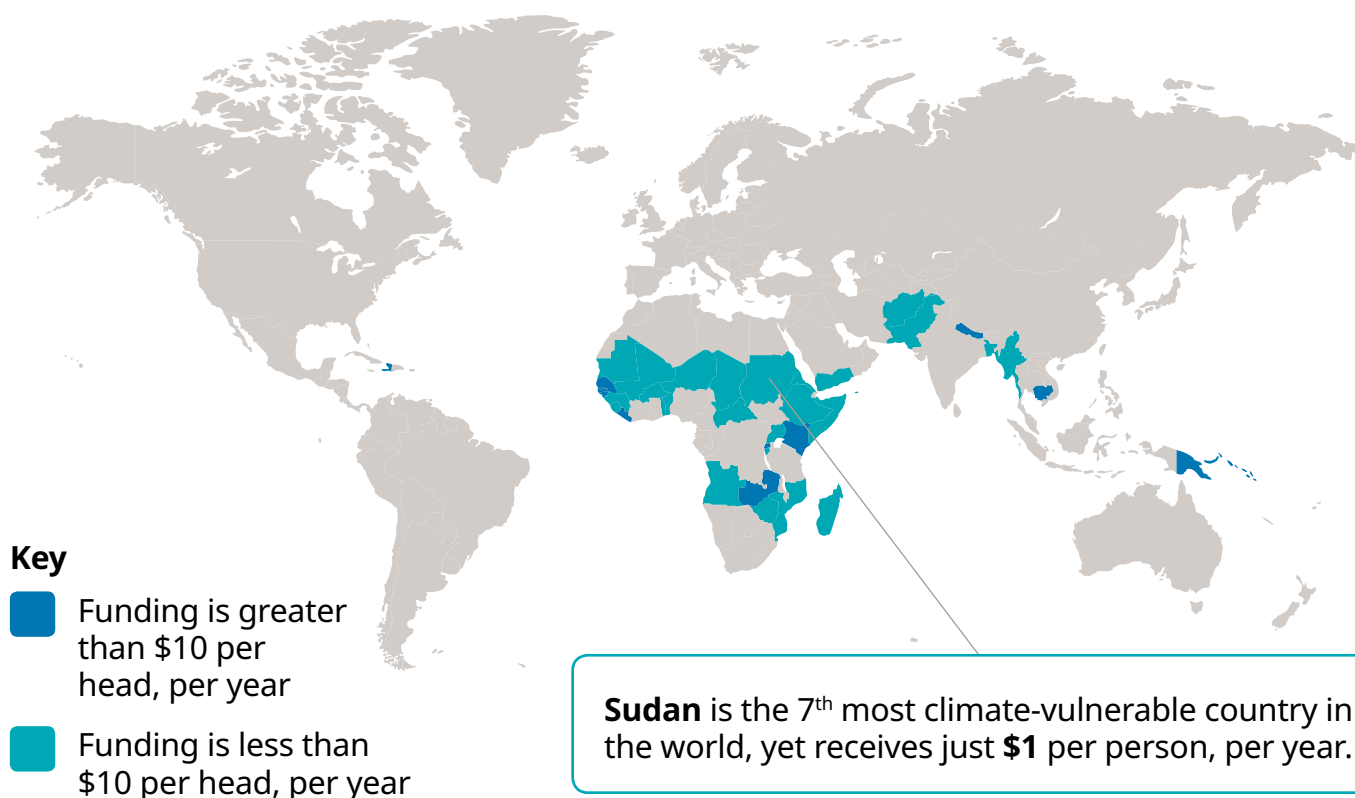 Key
Funding is greater
than $10 per
head, per year
Funding is less than
$10 per head, per year
Sudan is the 7th most climate-vulnerable country in
the world, yet receives just $1 per person, per year.